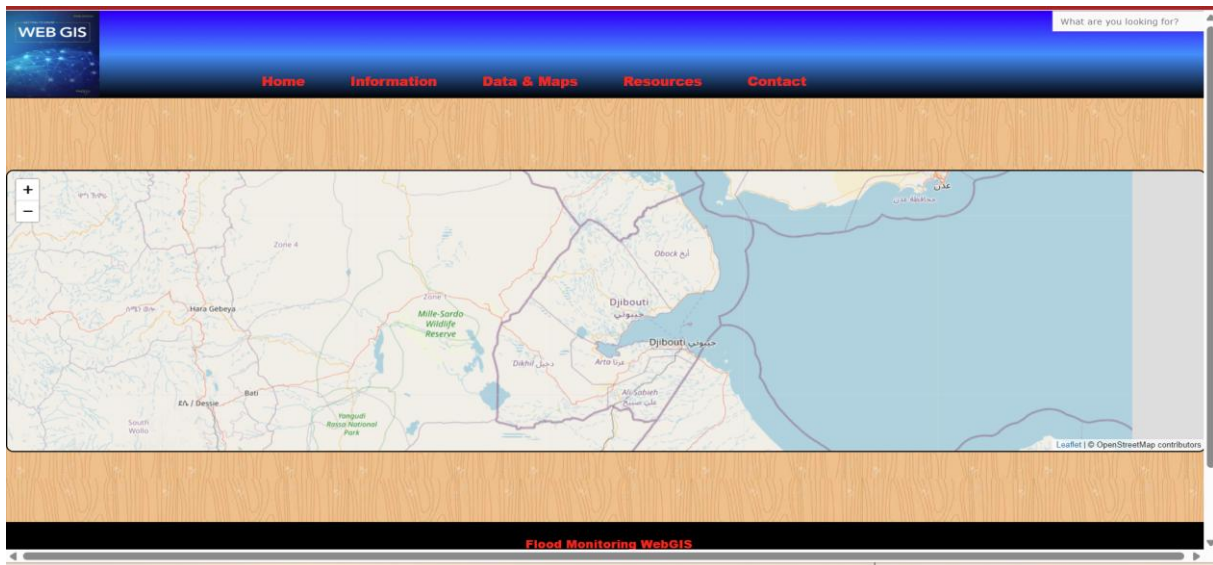 WEB GIS
What are you looking for?
Home Information Data & Maps Resources Contact
+
−
عدن
محافظة عدن
Zone 4
Obock أبخ
Zone 1
Hara Gebeya
Mille-Sardo
Wildlife
Reserve
Djibouti
جيبوتي
Djibouti جيبوتي
Dikhil دخيل
Arta عرتا
Bati
ደሴ / Dessie
Ali Sabieh
علي صبيح
South
Wollo
Yangudi
Rassa National
Park
Leaflet | © OpenStreetMap contributors
Flood Monitoring WebGIS